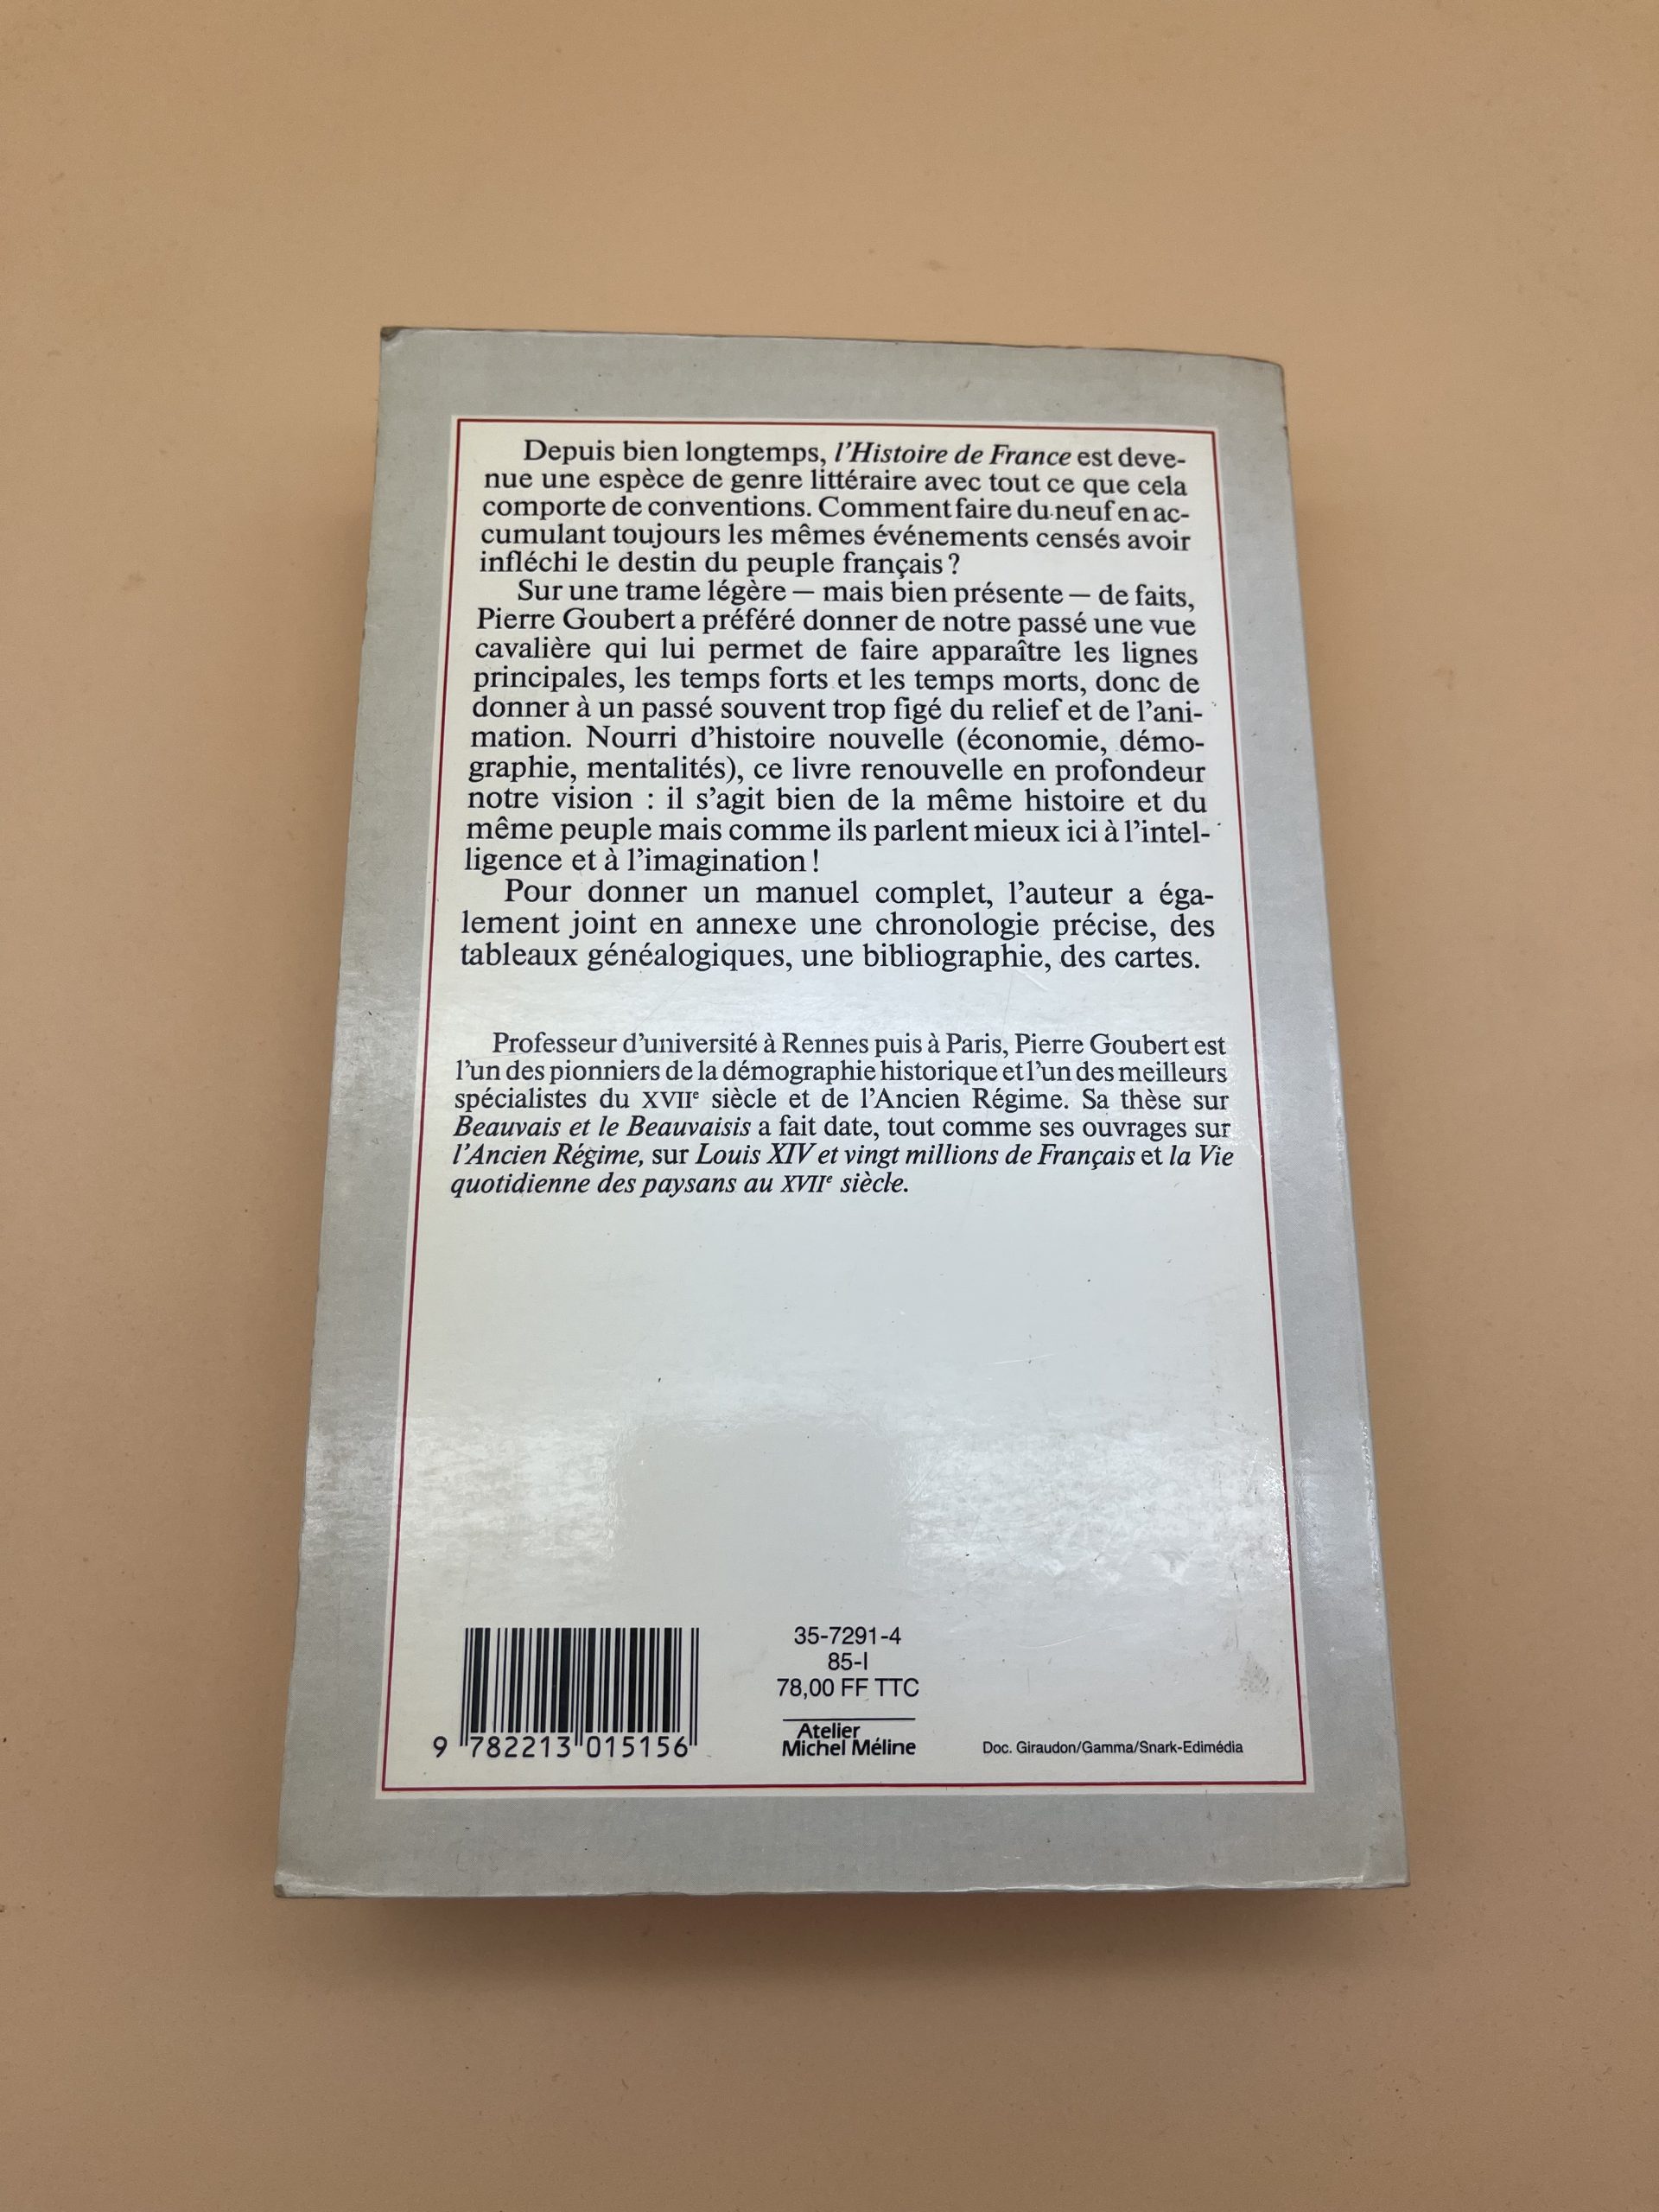 Depuis bien longtemps, l'Histoire de France est deve-
nue une espèce de genre littéraire avec tout ce que cela
comporte de conventions. Comment faire du neuf en ac-
cumulant toujours les mêmes événements censés avoir
infléchi le destin du peuple français ?
Sur une trame légère — mais bien présente — de faits,
Pierre Goubert a préféré donner de notre passé une vue
cavalière qui lui permet de faire apparaître les lignes
principales, les temps forts et les temps morts, donc de
donner à un passé souvent trop figé du relief et de l'ani-
mation. Nourri d'histoire nouvelle (économie, démo-
graphie, mentalités), ce livre renouvelle en profondeur
notre vision : il s'agit bien de la même histoire et du
même peuple mais comme ils parlent mieux ici à l'intel-
ligence et à l'imagination !
Pour donner un manuel complet, l'auteur a éga-
lement joint en annexe une chronologie précise, des
tableaux généalogiques, une bibliographie, des cartes.
Professeur d'université à Rennes puis à Paris, Pierre Goubert est
l'un des pionniers de la démographie historique et l'un des meilleurs
spécialistes du XVIIe siècle et de l'Ancien Régime. Sa thèse sur
Beauvais et le Beauvaisis a fait date, tout comme ses ouvrages sur
l'Ancien Régime, sur Louis XIV et vingt millions de Français et la Vie
quotidienne des paysans au XVIIe siècle.
35-7291-4
85-I
78,00 FF TTC
Atelier
Michel Méline
9 782213 015156
Doc. Giraudon/Gamma/Snark-Edimédia